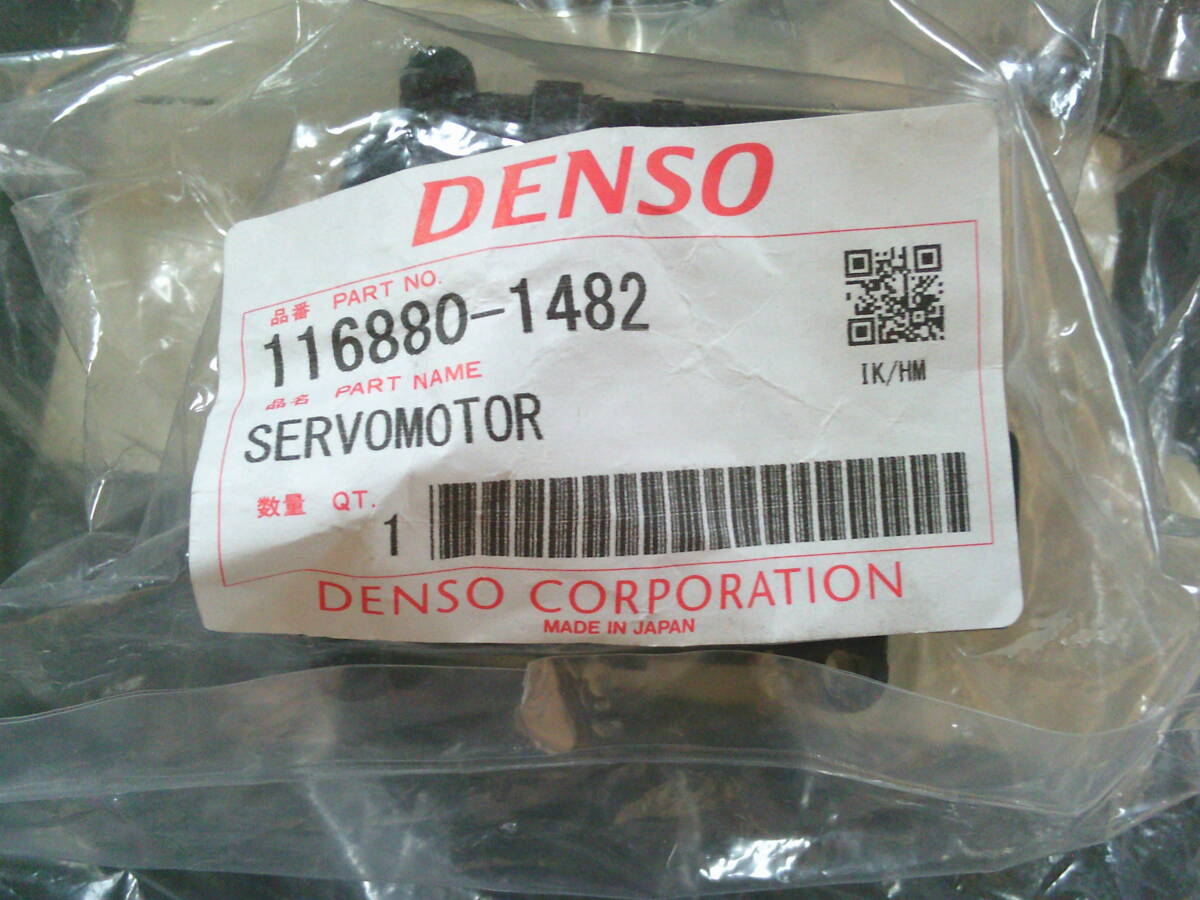 DENSO
品番 PART NO.
116880-1482
品名 PART NAME
SERVOMOTOR
IK/HM
数量 QT.
1
DENSO CORPORATION
MADE IN JAPAN